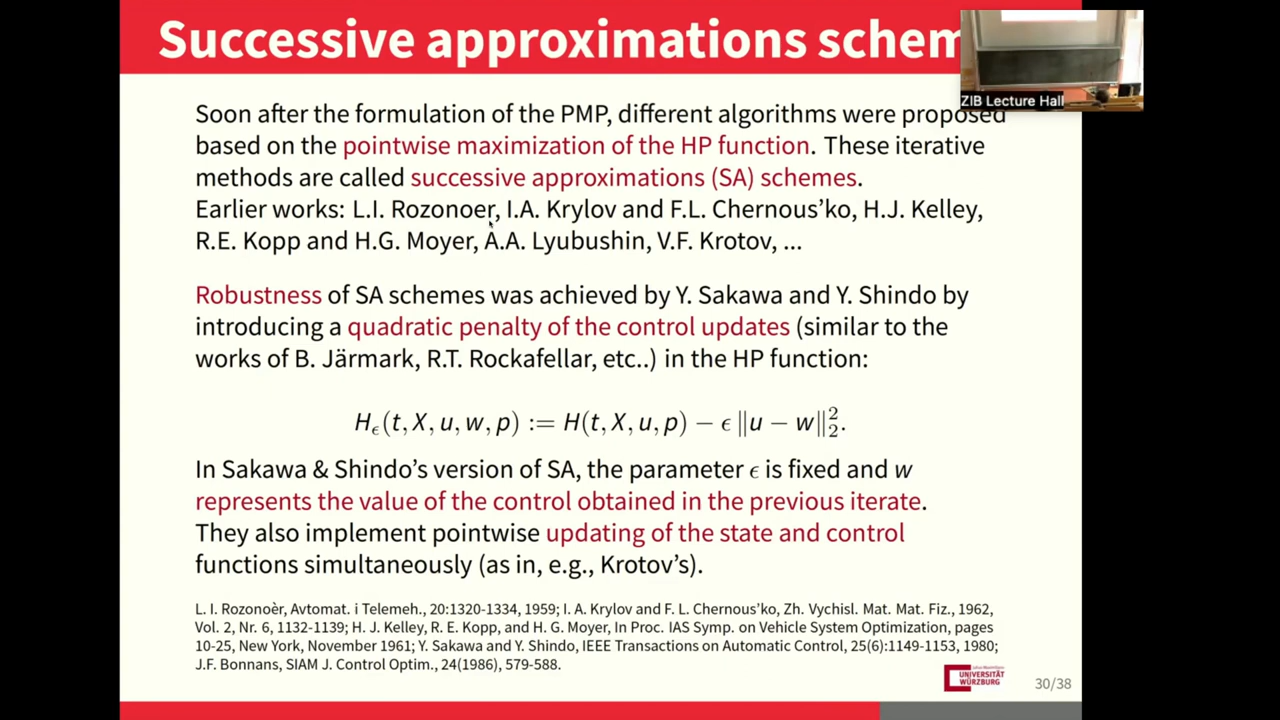 Successive approximations schem
ZIB Lecture Hall
Soon after the formulation of the PMP, different algorithms were proposed
based on the pointwise maximization of the HP function. These iterative
methods are called successive approximations (SA) schemes.
Earlier works: L.I. Rozonoer, I.A. Krylov and F.L. Chernous'ko, H.J. Kelley,
R.E. Kopp and H.G. Moyer, A.A. Lyubushin, V.F. Krotov, ...
Robustness of SA schemes was achieved by Y. Sakawa and Y. Shindo by
introducing a quadratic penalty of the control updates (similar to the
works of B. Järmark, R.T. Rockafellar, etc..) in the HP function:
Hϵ(t, X, u, w, p) := H(t, X, u, p) − ϵ ‖u − w‖₂².
In Sakawa & Shindo's version of SA, the parameter ϵ is fixed and w
represents the value of the control obtained in the previous iterate.
They also implement pointwise updating of the state and control
functions simultaneously (as in, e.g., Krotov's).
L. I. Rozonoèr, Avtomat. i Telemeh., 20:1320-1334, 1959; I. A. Krylov and F. L. Chernous'ko, Zh. Vychisl. Mat. Mat. Fiz., 1962,
Vol. 2, Nr. 6, 1132-1139; H. J. Kelley, R. E. Kopp, and H. G. Moyer, In Proc. IAS Symp. on Vehicle System Optimization, pages
10-25, New York, November 1961; Y. Sakawa and Y. Shindo, IEEE Transactions on Automatic Control, 25(6):1149-1153, 1980;
J.F. Bonnans, SIAM J. Control Optim., 24(1986), 579-588.
UNIVERSITÄT
WÜRZBURG
30/38